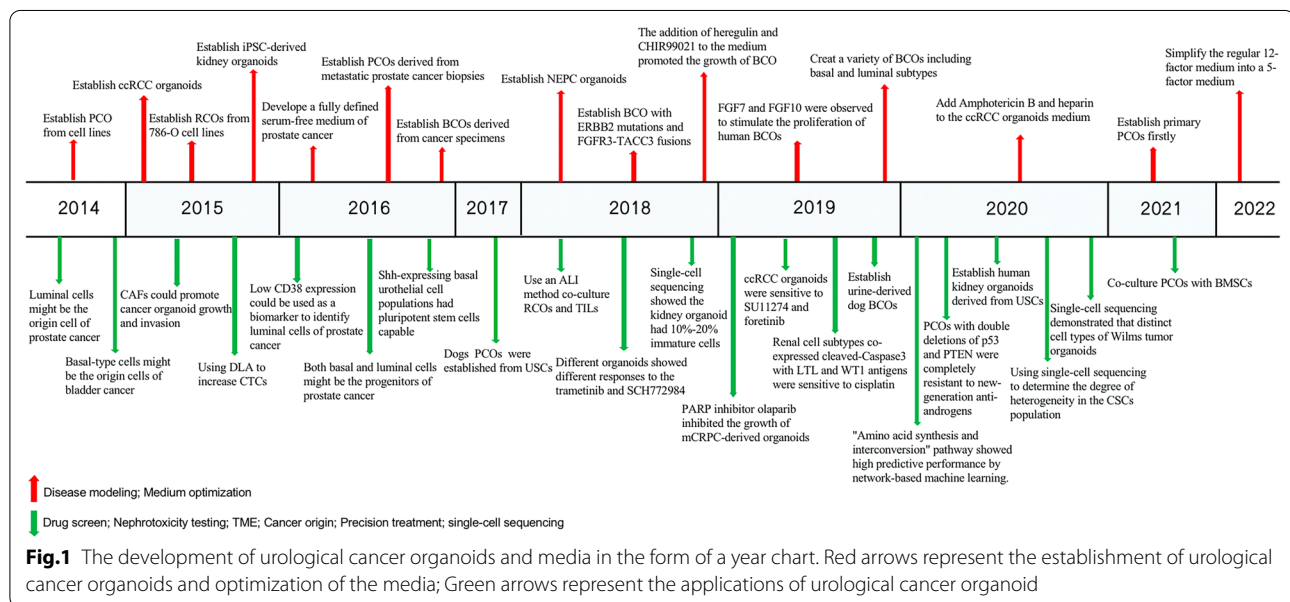 Establish PCO
from cell lines
Establish ccRCC organoids
Establish RCOs from
786-O cell lines
Establish iPSC-derived
kidney organoids
Develope a fully defined
serum-free medium of
prostate cancer
Establish PCOs derived from
metastatic prostate cancer biopsies
Establish BCOs derived
from cancer specimens
Establish NEPC organoids
Establish BCO with
ERBB2 mutations and
FGFR3-TACC3 fusions
The addition of heregulin and
CHIR99021 to the medium
promoted the growth of BCO
FGF7 and FGF10 were observed
to stimulate the proliferation of
human BCOs
Creat a variety of BCOs including
basal and luminal subtypes
Add Amphotericin B and heparin
to the ccRCC organoids medium
Establish primary
PCOs firstly
Simplify the regular 12-
factor medium into a 5-
factor medium
2014
2015
2016
2017
2018
2019
2020
2021
2022
Luminal cells
might be the
origin cell of
prostate cancer
Basal-type cells might
be the origin cells of
bladder cancer
CAFs could promote
cancer organoid growth
and invasion
Using DLA to
increase CTCs
Low CD38 expression
could be used as a
biomarker to identify
luminal cells of prostate
cancer
Both basal and luminal cells
might be the progenitors of
prostate cancer
Shh-expressing basal
urothelial cell
populations had
pluripotent stem cells
capable
Dogs PCOs were
established from USCs
Use an ALI
method co-culture
RCOs and TILs
Different organoids showed
different responses to the
trametinib and SCH772984
Single-cell
sequencing
showed the
kidney organoid
had 10%-20%
immature cells
PARP inhibitor olaparib
inhibited the growth of
mCRPC-derived organoids
ccRCC organoids
were sensitive to
SU11274 and
foretinib
Renal cell subtypes co-
expressed cleaved-Caspase3
with LTL and WT1 antigens
were sensitive to cisplatin
Establish
urine-derived
dog BCOs
"Amino acid synthesis and
interconversion" pathway showed
high predictive performance by
network-based machine learning.
PCOs with double
deletions of p53
and PTEN were
completely
resistant to new-
generation anti-
androgens
Establish human
kidney organoids
derived from USCs
Using single-cell sequencing
to determine the degree of
heterogeneity in the CSCs
population
Single-cell sequencing
demonstrated that distinct
cell types of Wilms tumor
organoids
Co-culture PCOs with BMSCs
Disease modeling; Medium optimization
Drug screen; Nephrotoxicity testing; TME; Cancer origin; Precision treatment; single-cell sequencing
Fig.1 The development of urological cancer organoids and media in the form of a year chart. Red arrows represent the establishment of urological
cancer organoids and optimization of the media; Green arrows represent the applications of urological cancer organoid